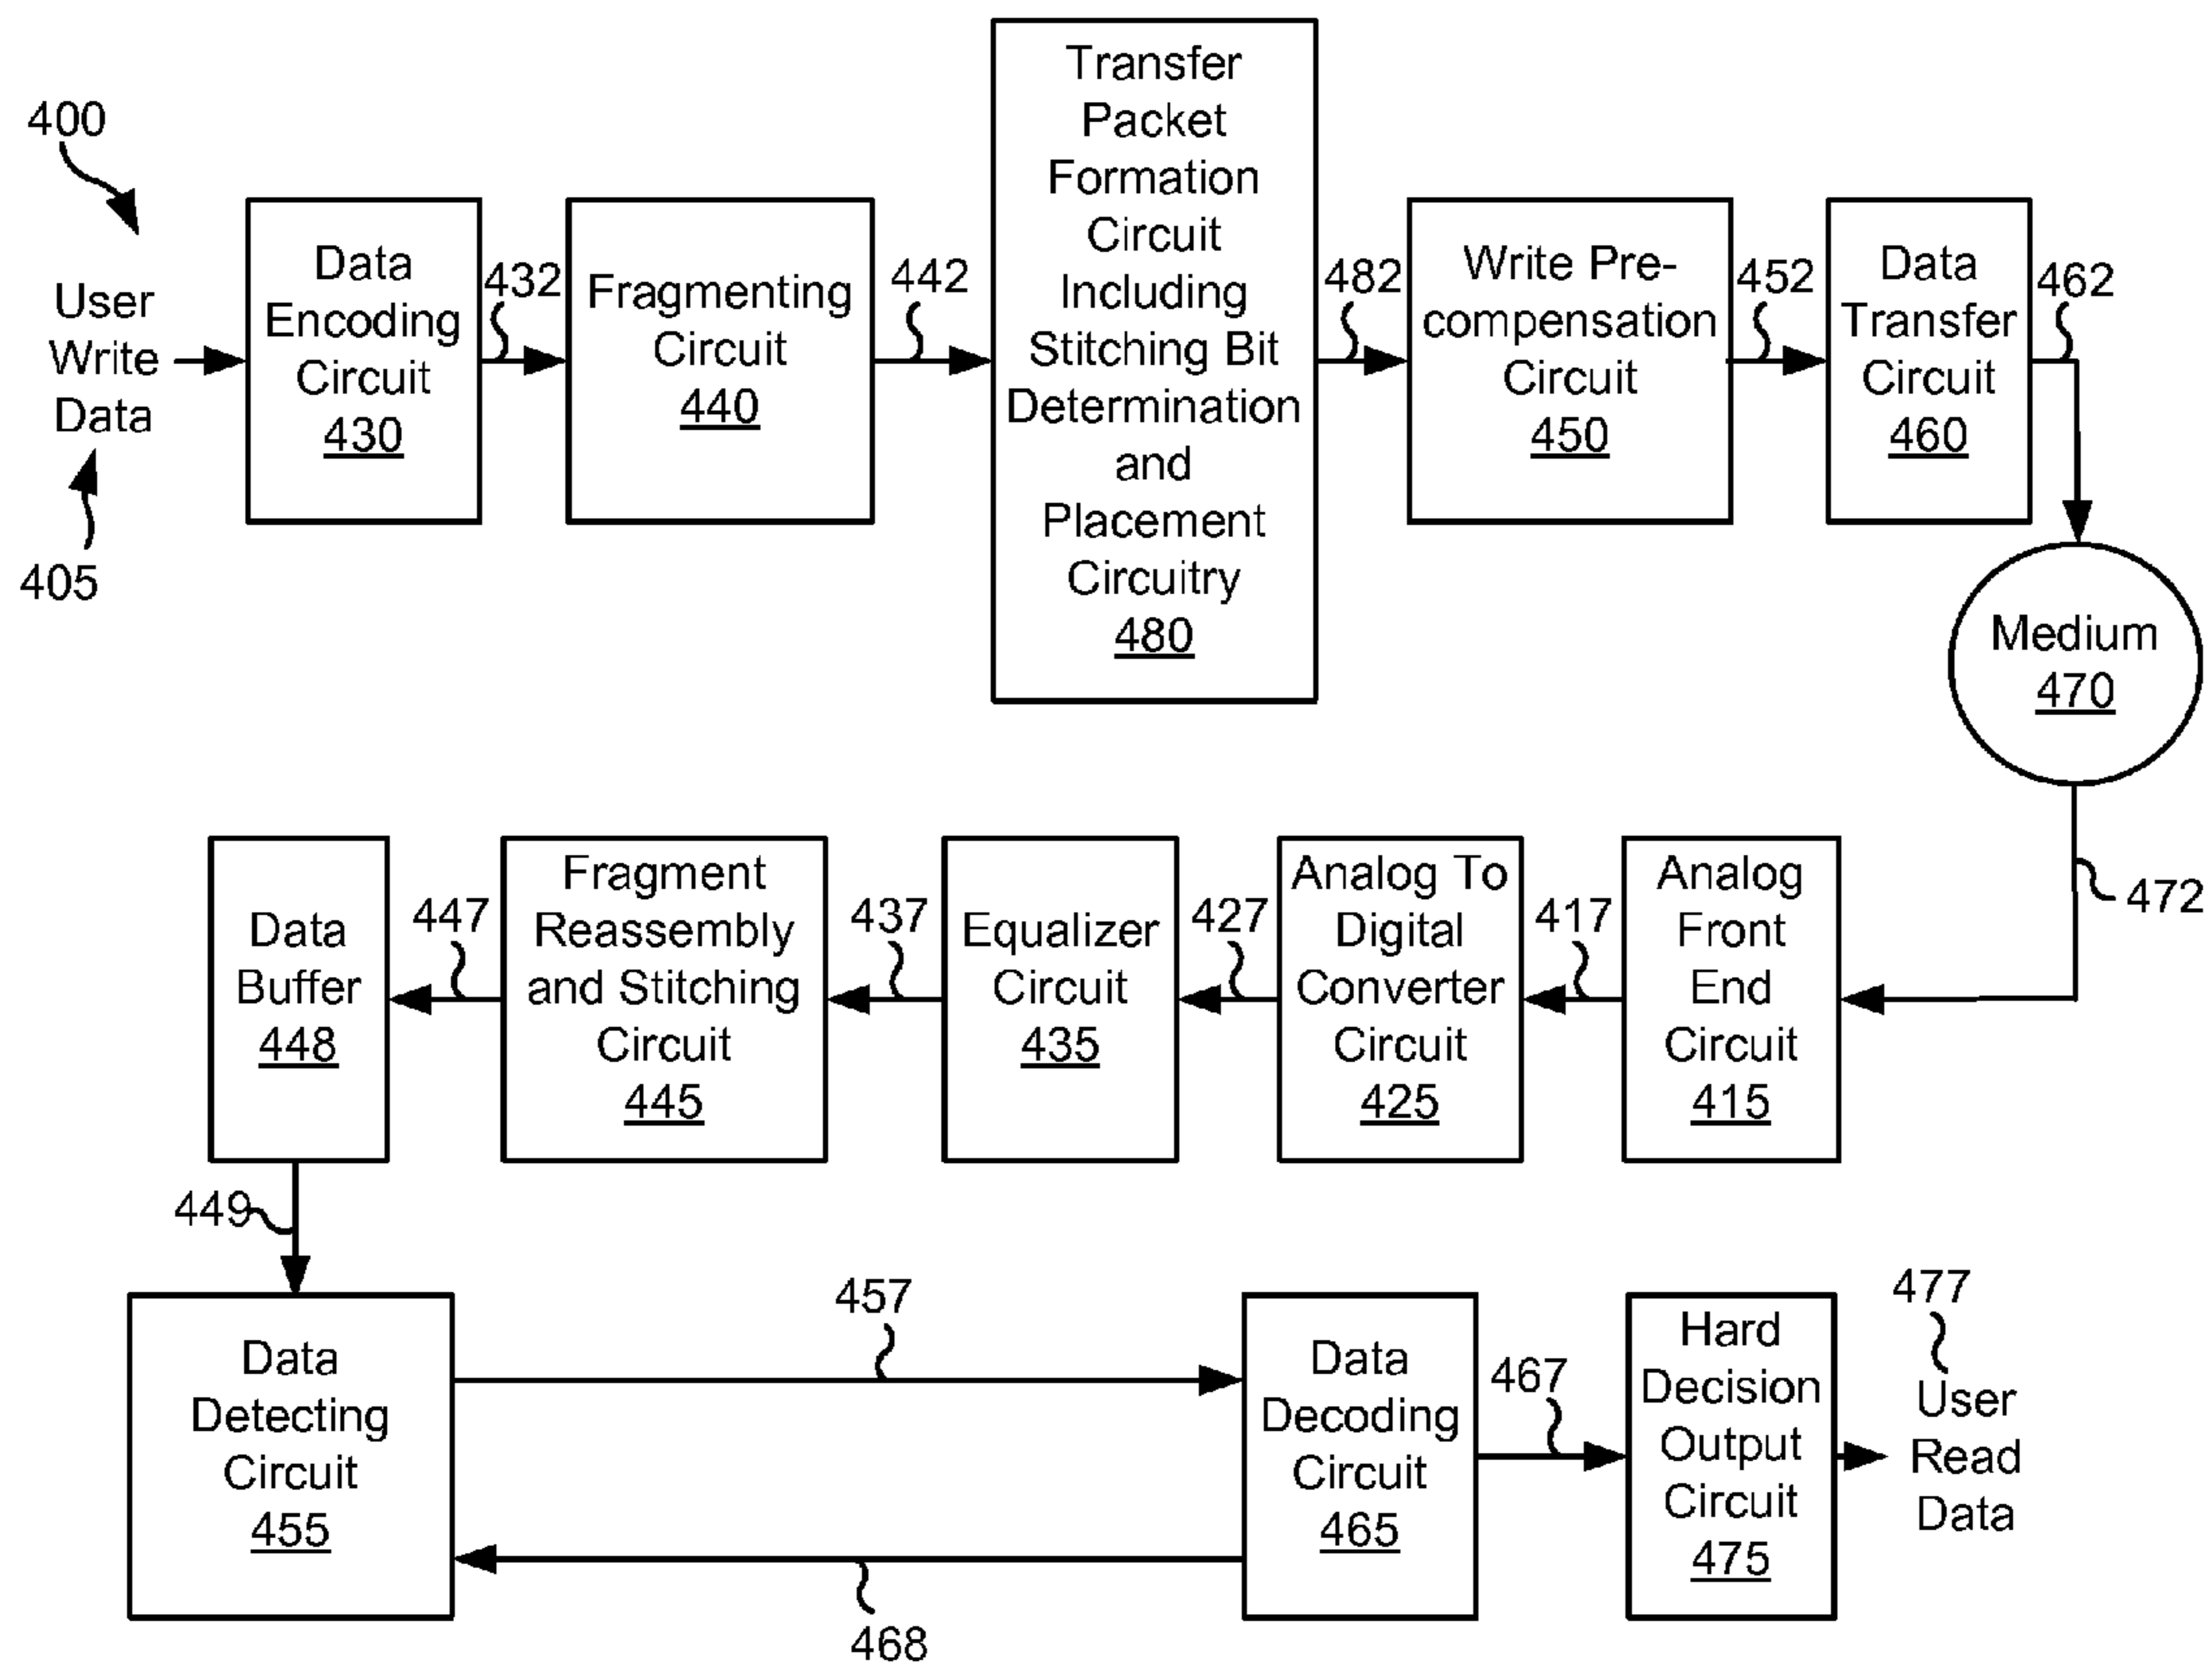 400
User
Write
Data
405
Data
Encoding
Circuit
430
432
Fragmenting
Circuit
440
442
Transfer
Packet
Formation
Circuit
Including
Stitching Bit
Determination
and
Placement
Circuitry
480
482
Write Pre-
compensation
Circuit
450
452
Data
Transfer
Circuit
460
462
Medium
470
472
Analog
Front
End
Circuit
415
417
Analog To
Digital
Converter
Circuit
425
427
Equalizer
Circuit
435
437
Fragment
Reassembly
and Stitching
Circuit
445
447
Data
Buffer
448
449
Data
Detecting
Circuit
455
457
468
Data
Decoding
Circuit
465
467
Hard
Decision
Output
Circuit
475
477
User
Read
Data